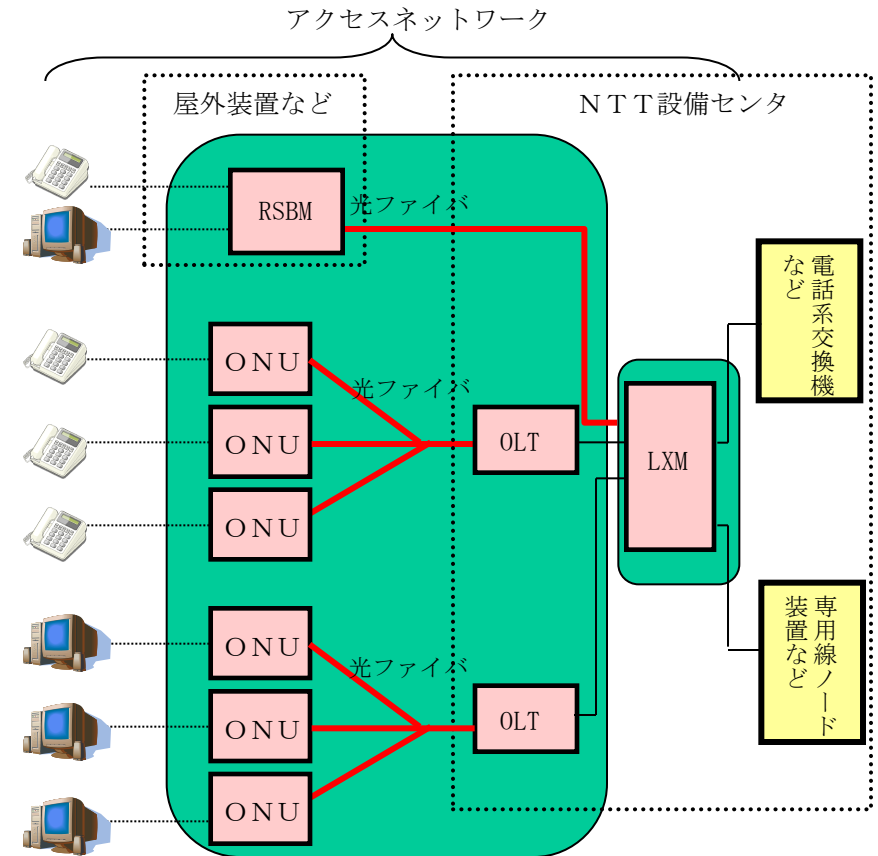 アクセスネットワーク
屋外装置など
ＮＴＴ設備センタ
RSBM
光ファイバ
電話系交換機
など
ＯＮＵ
光ファイバ
ＯＮＵ
OLT
LXM
ＯＮＵ
専用線ノード
装置など
ＯＮＵ
光ファイバ
ＯＮＵ
OLT
ＯＮＵ